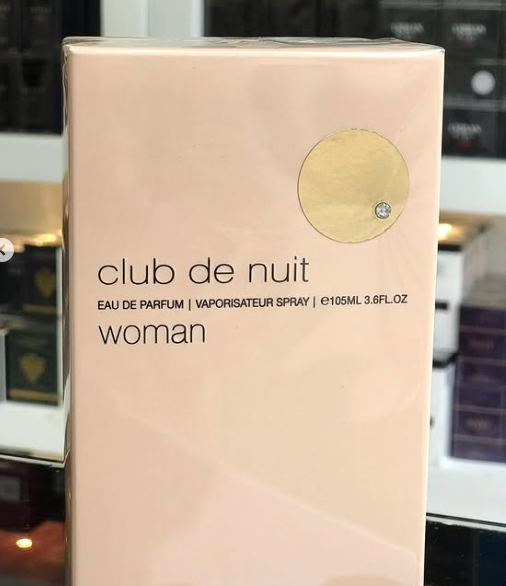 club de nuit
EAU DE PARFUM | VAPORISATEUR SPRAY | ℮105ML 3.6FL.OZ
woman